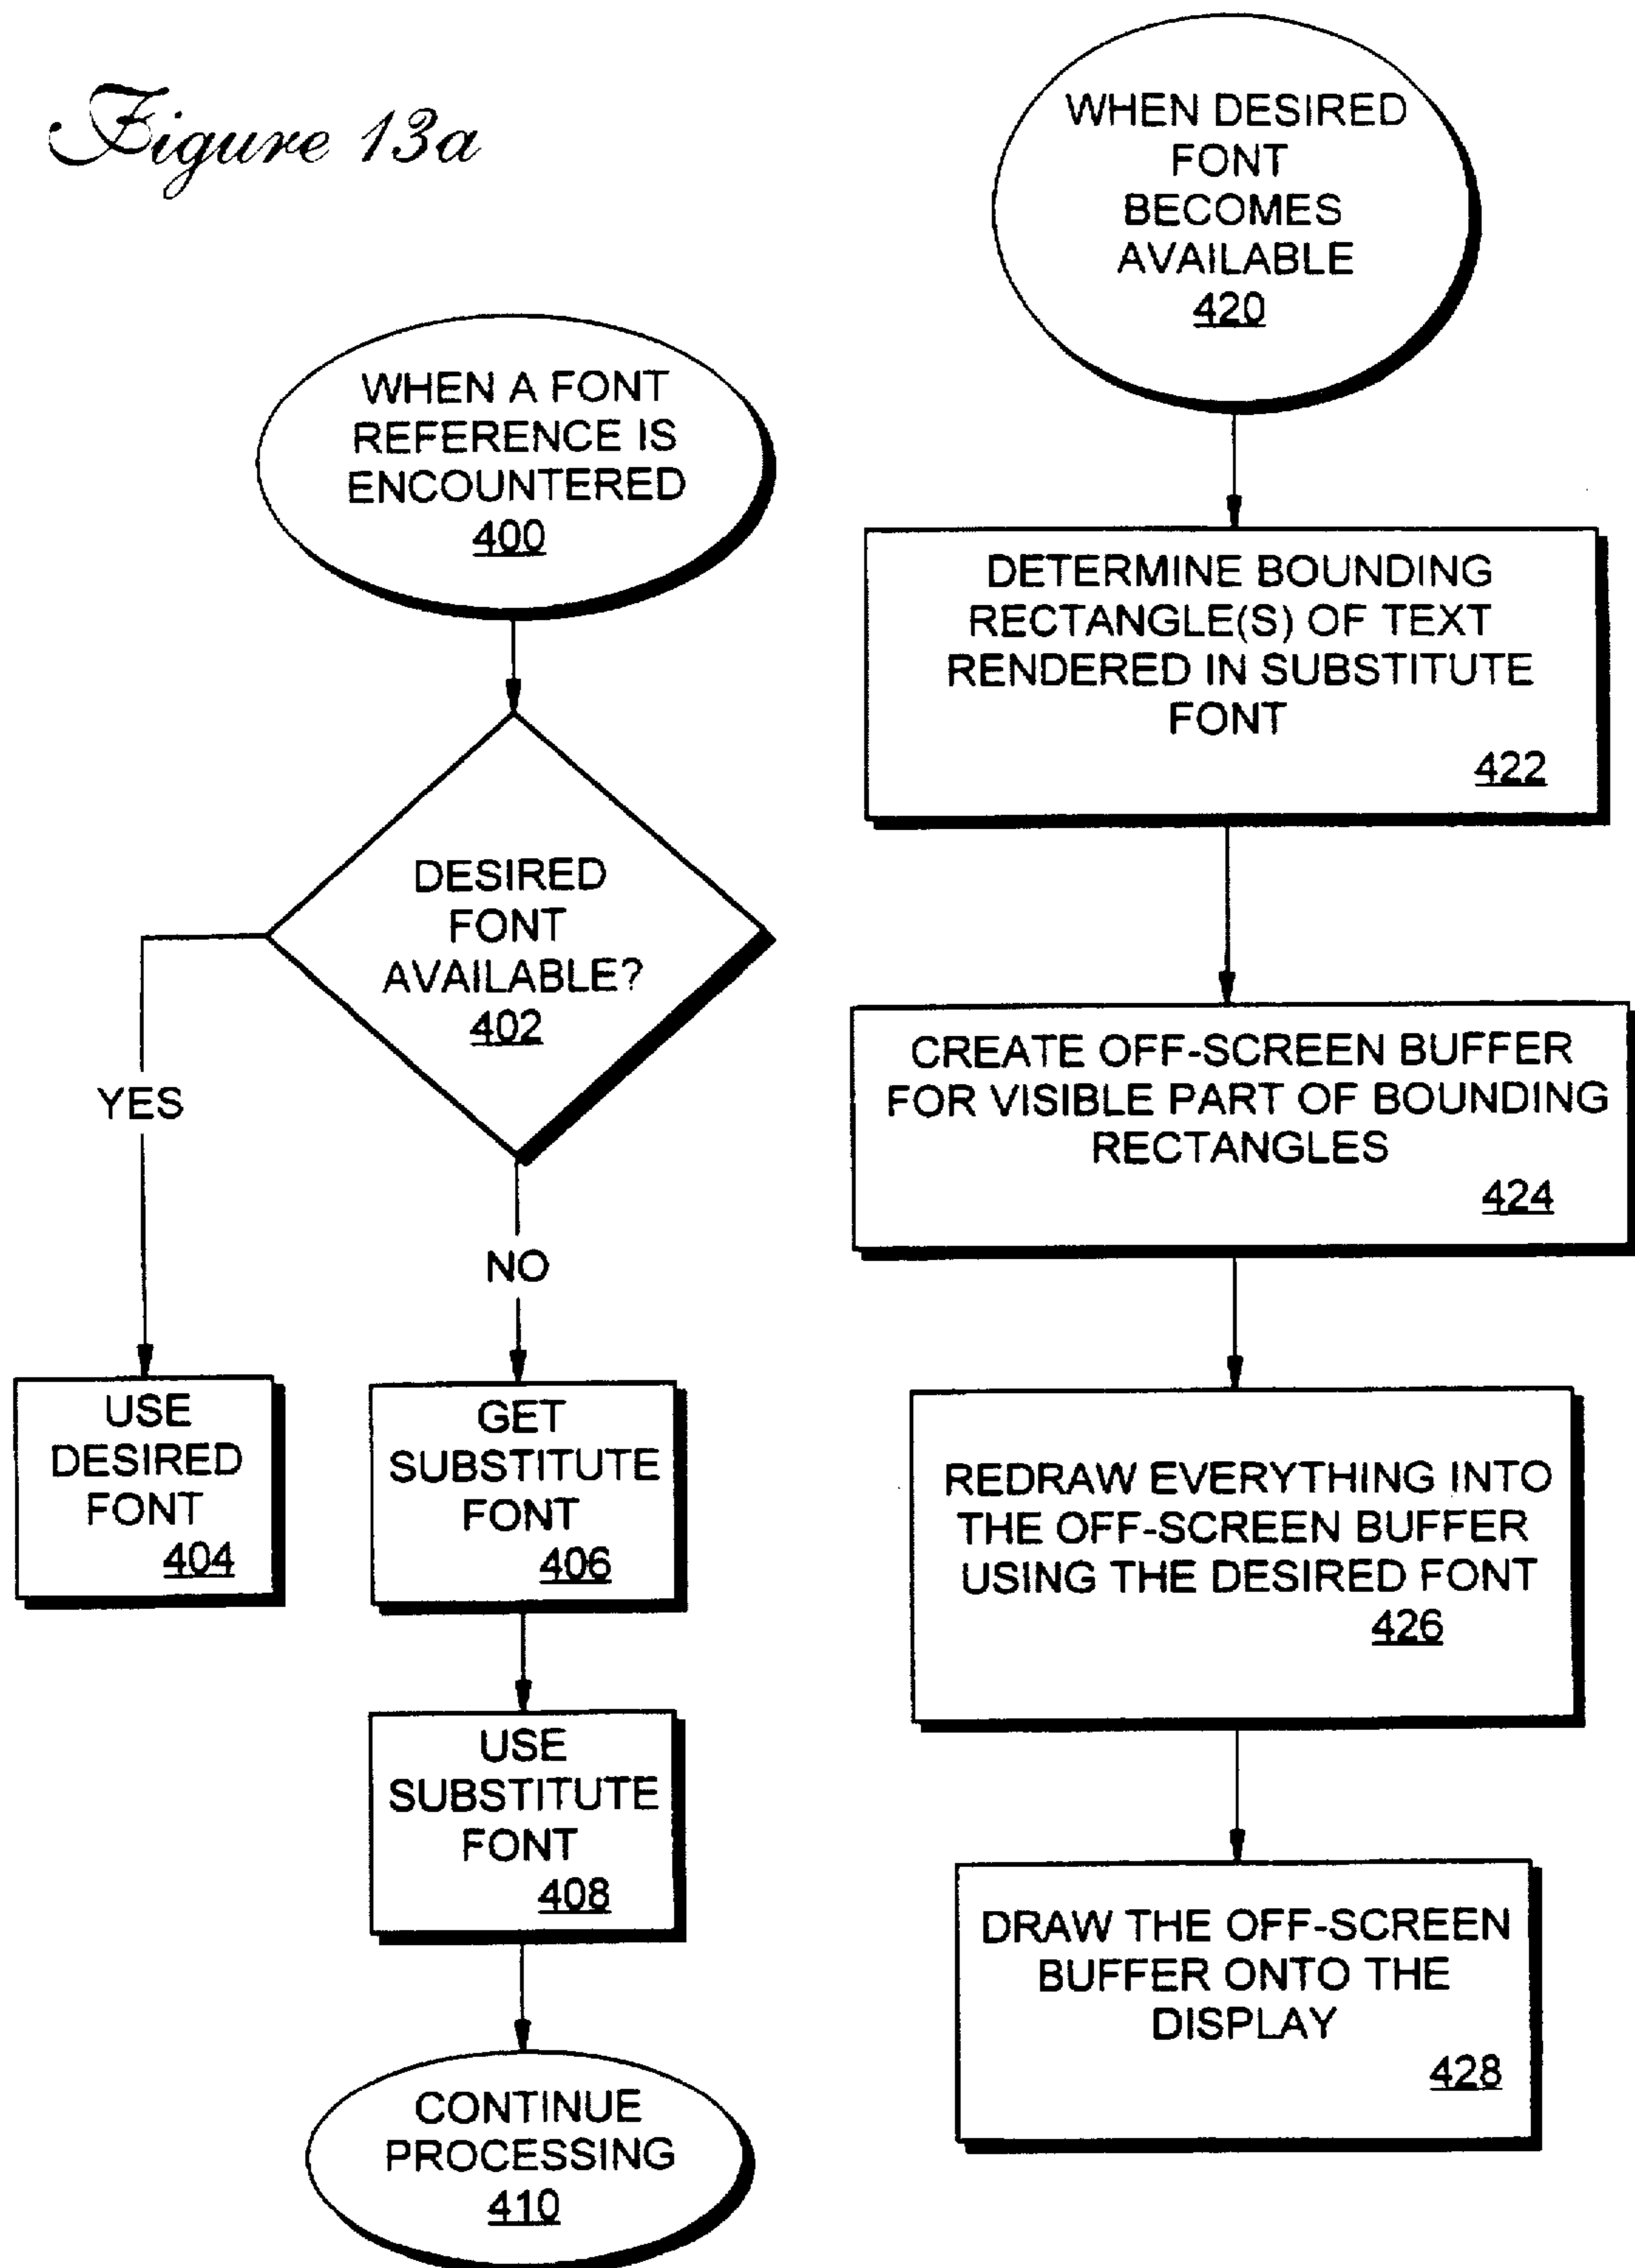 Figure 13a
WHEN A FONT
REFERENCE IS
ENCOUNTERED
400
DESIRED
FONT
AVAILABLE?
402
YES
NO
USE
DESIRED
FONT
404
GET
SUBSTITUTE
FONT
406
USE
SUBSTITUTE
FONT
408
CONTINUE
PROCESSING
410
WHEN DESIRED
FONT
BECOMES
AVAILABLE
420
DETERMINE BOUNDING
RECTANGLE(S) OF TEXT
RENDERED IN SUBSTITUTE
FONT
422
CREATE OFF-SCREEN BUFFER
FOR VISIBLE PART OF BOUNDING
RECTANGLES
424
REDRAW EVERYTHING INTO
THE OFF-SCREEN BUFFER
USING THE DESIRED FONT
426
DRAW THE OFF-SCREEN
BUFFER ONTO THE
DISPLAY
428